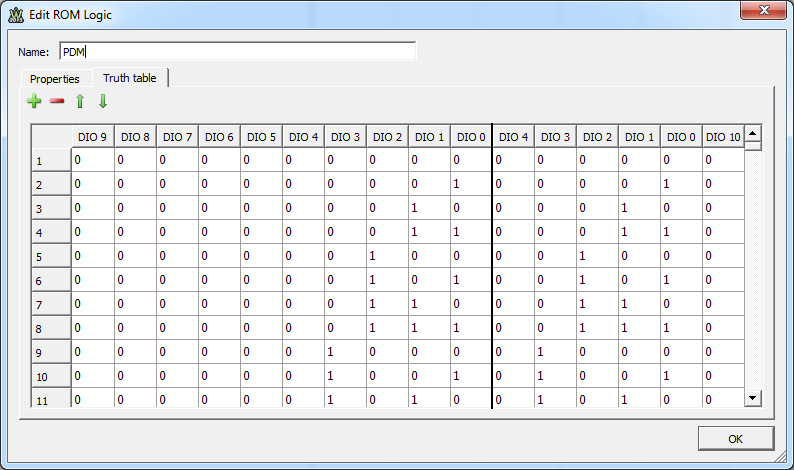 Edit ROM Logic
Name: PDM
Properties Truth table
DIO 9 DIO 8 DIO 7 DIO 6 DIO 5 DIO 4 DIO 3 DIO 2 DIO 1 DIO 0 DIO 4 DIO 3 DIO 2 DIO 1 DIO 0 DIO 10
1 0 0 0 0 0 0 0 0 0 0 0 0 0 0 0 0
2 0 0 0 0 0 0 0 0 0 1 0 0 0 0 1 0
3 0 0 0 0 0 0 0 0 1 0 0 0 0 1 0 0
4 0 0 0 0 0 0 0 0 1 1 0 0 0 1 1 0
5 0 0 0 0 0 0 0 1 0 0 0 0 1 0 0 0
6 0 0 0 0 0 0 0 1 0 1 0 0 1 0 1 0
7 0 0 0 0 0 0 0 1 1 0 0 0 1 1 0 0
8 0 0 0 0 0 0 0 1 1 1 0 0 1 1 1 0
9 0 0 0 0 0 0 1 0 0 0 0 1 0 0 0 0
10 0 0 0 0 0 0 1 0 0 1 0 1 0 0 1 0
11 0 0 0 0 0 0 1 0 1 0 0 1 0 1 0 0
OK